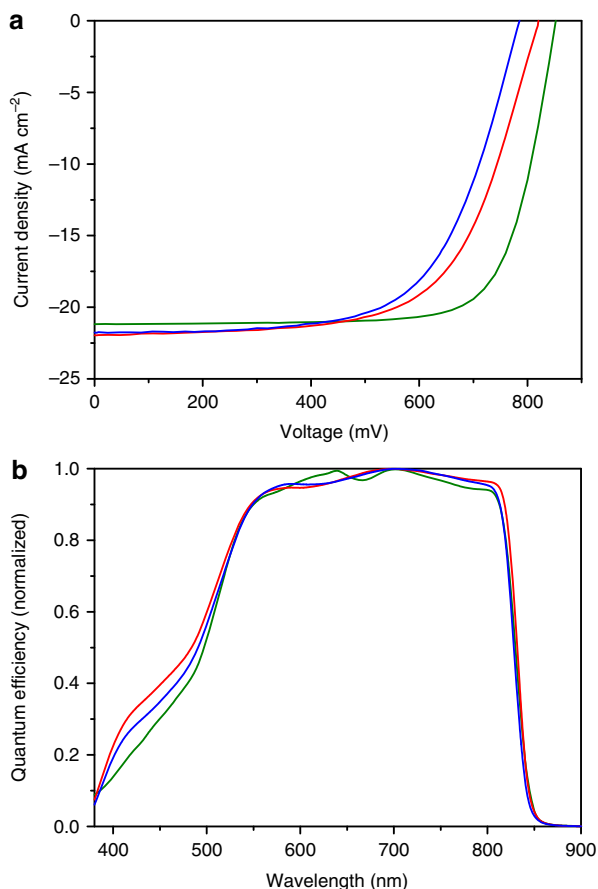 a
0
–5
–10
–15
–20
–25
Current density (mA cm⁻²)
0 200 400 600 800
Voltage (mV)
b
1.0
0.8
0.6
0.4
0.2
0.0
Quantum efficiency (normalized)
400 500 600 700 800 900
Wavelength (nm)